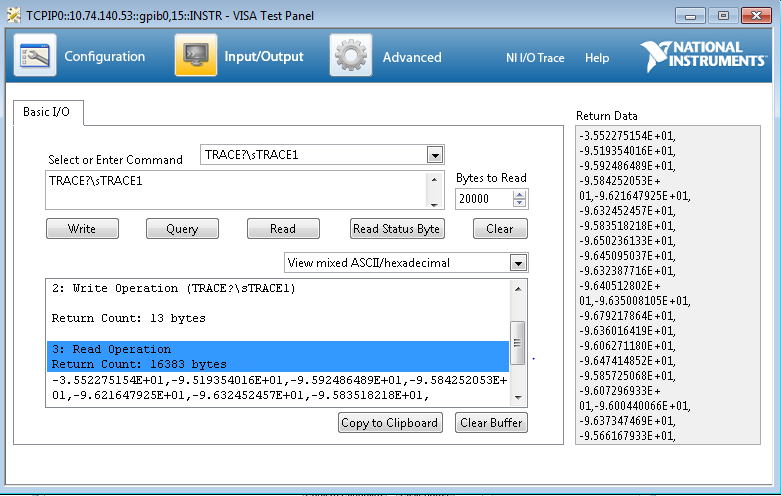 TCPIP0::10.74.140.53::gpib0,15::INSTR - VISA Test Panel
Configuration
Input/Output
Advanced
NI I/O Trace
Help
NATIONAL
INSTRUMENTS™
Basic I/O
Select or Enter Command
TRACE?\sTRACE1
TRACE?\sTRACE1
Bytes to Read
20000
Write
Query
Read
Read Status Byte
Clear
View mixed ASCII/hexadecimal
2: Write Operation (TRACE?\sTRACE1)
Return Count: 13 bytes
3: Read Operation
Return Count: 16383 bytes
-3.552275154E+01,-9.519354016E+01,-9.592486489E+01,-9.584252053E+
01,-9.621647925E+01,-9.632452457E+01,-9.583518218E+01,
Copy to Clipboard
Clear Buffer
Return Data
-3.552275154E+01,
-9.519354016E+01,
-9.592486489E+01,
-9.584252053E+
01,-9.621647925E+01,
-9.632452457E+01,
-9.583518218E+01,
-9.650236133E+01,
-9.645095037E+01,
-9.632387716E+01,
-9.640512802E+
01,-9.635008105E+01,
-9.679217864E+01,
-9.636016419E+01,
-9.606271180E+01,
-9.647414852E+01,
-9.585725068E+01,
-9.607296933E+
01,-9.600440066E+01,
-9.637347469E+01,
-9.566167933E+01,